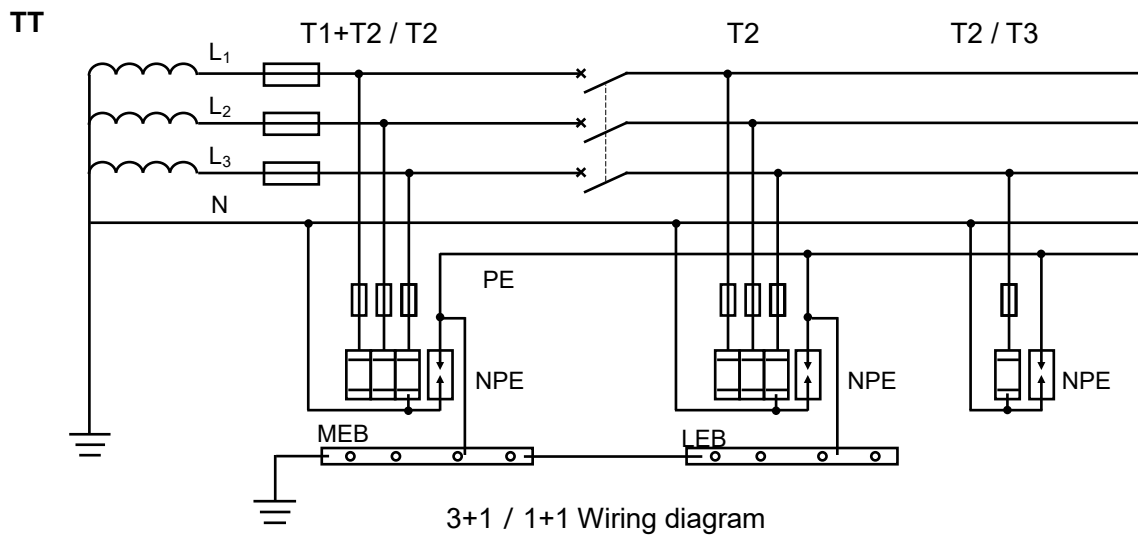 TT
T1+T2 / T2
T2
T2 / T3
L₁
L₂
L₃
N
PE
NPE
NPE
NPE
MEB
LEB
3+1 / 1+1 Wiring diagram